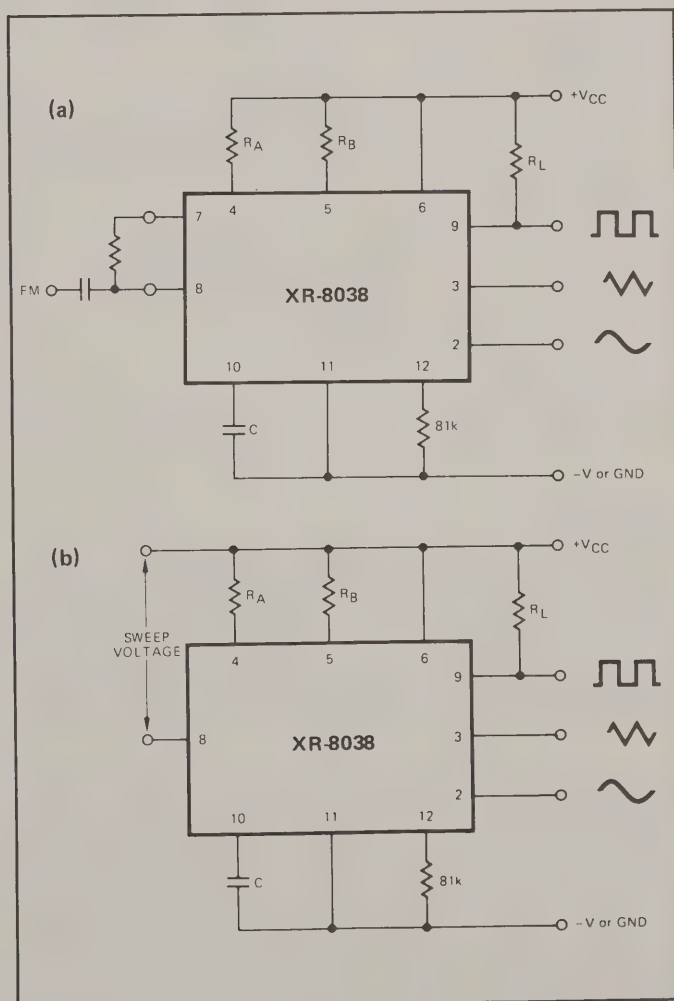 (a)
+VCC
RA
RB
RL
4
5
6
7
9
FM
8
XR-8038
3
2
10
11
12
C
81k
−V or GND
(b)
+VCC
RA
RB
RL
SWEEP
VOLTAGE
4
5
6
9
8
XR-8038
3
2
10
11
12
C
81k
−V or GND